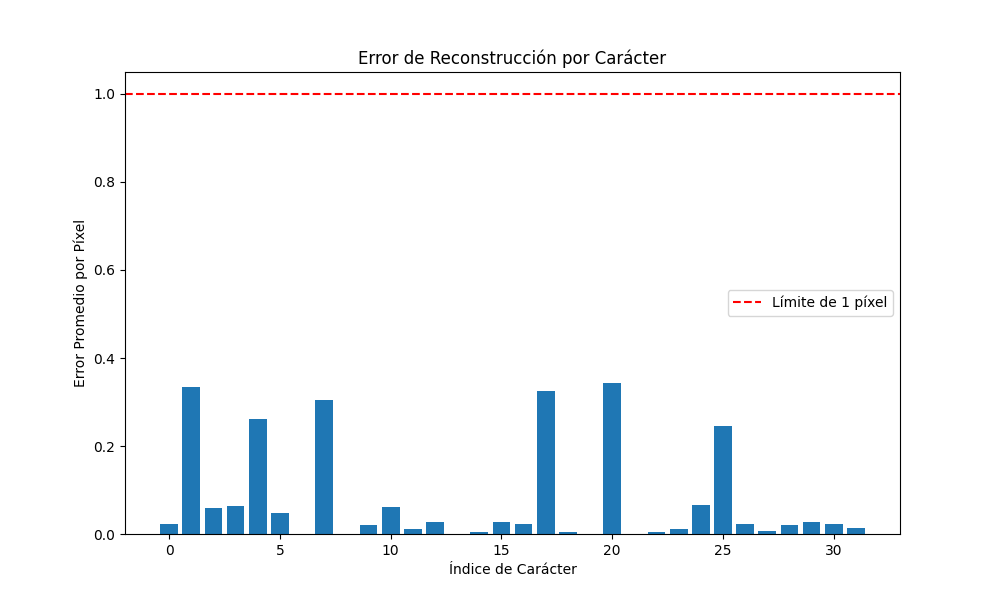 Error de Reconstrucción por Carácter
Error Promedio por Píxel
1.0
0.8
0.6
0.4
0.2
0.0
Límite de 1 píxel
0 5 10 15 20 25 30
Índice de Carácter